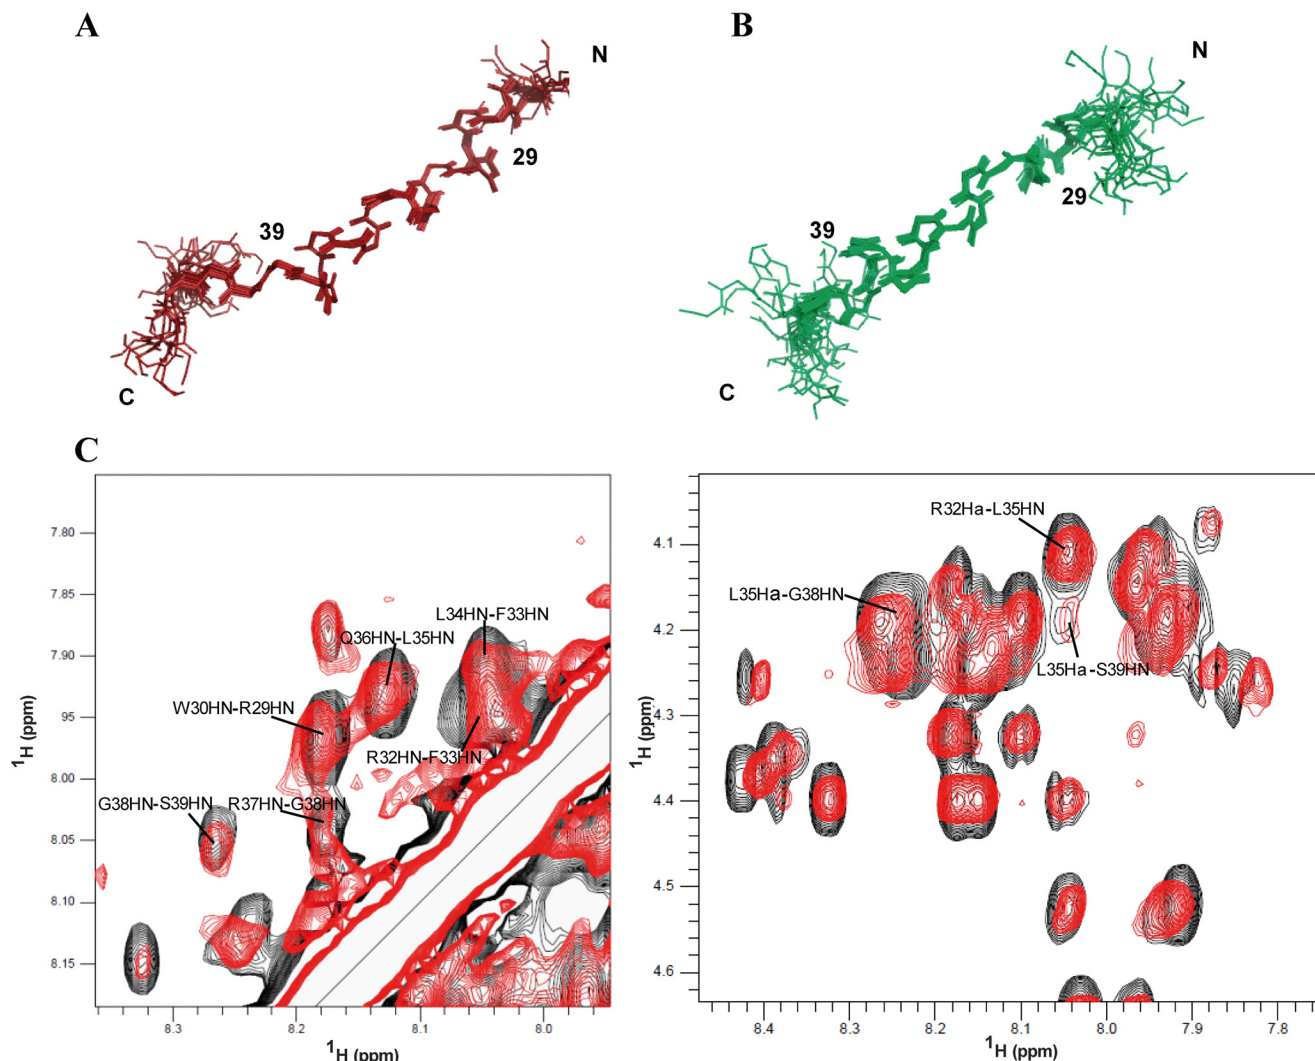 A
N
29
39
C
B
N
29
39
C
C
7.80
7.85
7.90
95
8.00
8.05
8.10
8.15
¹H (ppm)
L34HN-F33HN
Q36HN-L35HN
W30HN-R29HN
R32HN-F33HN
G38HN-S39HN
R37HN-G38HN
8.3
8.2
8.1
8.0
¹H (ppm)
4.1
4.2
4.3
4.4
4.5
4.6
¹H (ppm)
R32Ha-L35HN
L35Ha-G38HN
L35Ha-S39HN
8.4
8.3
8.2
8.1
8.0
7.9
7.8
¹H (ppm)